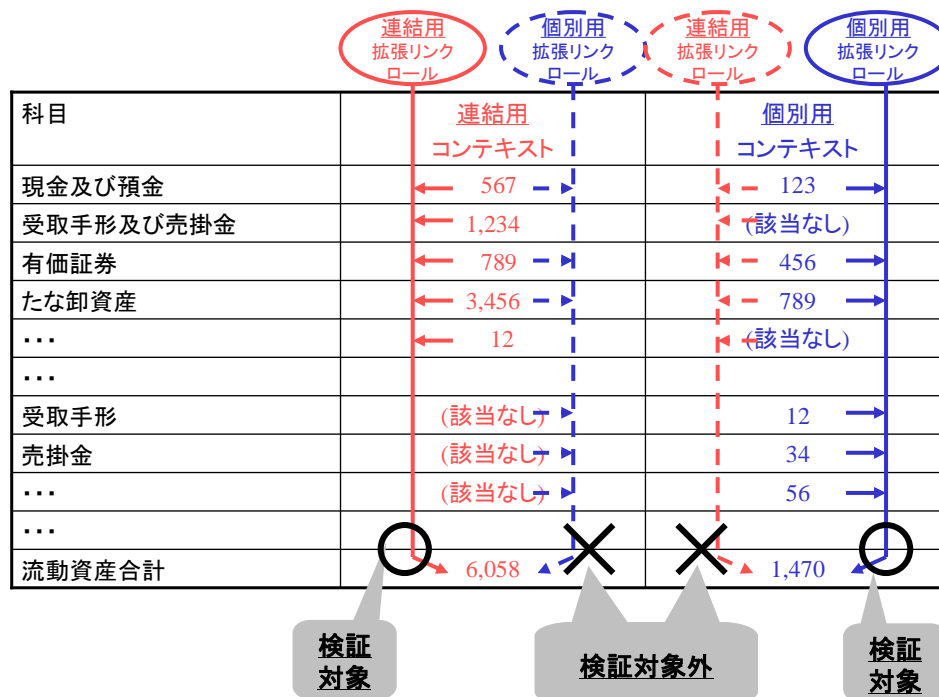 連結用
拡張リンク
ロール
個別用
拡張リンク
ロール
連結用
拡張リンク
ロール
個別用
拡張リンク
ロール
科目
連結用
コンテキスト
個別用
コンテキスト
現金及び預金 567 123
受取手形及び売掛金 1,234 (該当なし)
有価証券 789 456
たな卸資産 3,456 789
・・・ 12 (該当なし)
・・・
受取手形 (該当なし) 12
売掛金 (該当なし) 34
・・・ (該当なし) 56
・・・
流動資産合計 6,058 1,470
検証
対象
検証対象外
検証
対象